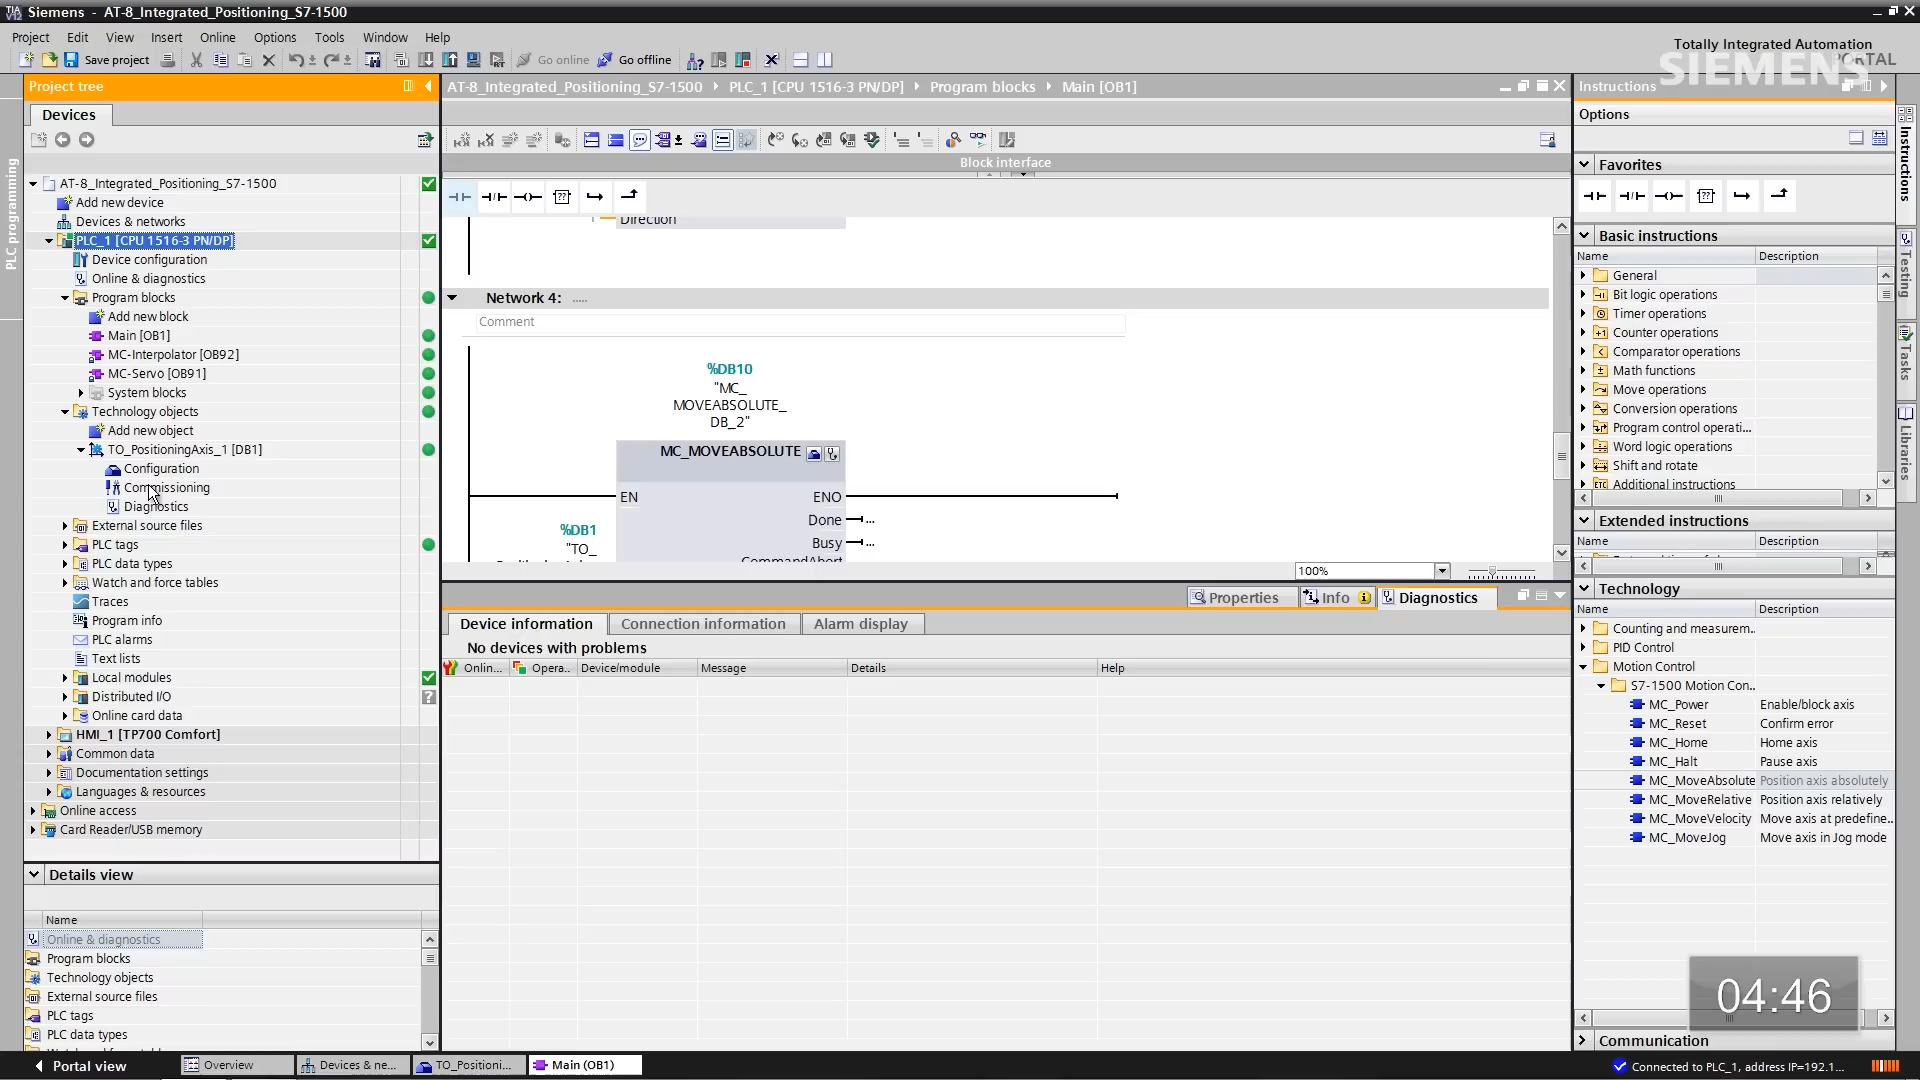 Siemens - AT-8_Integrated_Positioning_S7-1500
Project Edit View Insert Online Options Tools Window Help
Totally Integrated Automation
PORTAL
SIEMENS
Save project
Go online
Go offline
Project tree
AT-8_Integrated_Positioning_S7-1500 PLC_1 [CPU 1516-3 PN/DP] Program blocks Main [OB1]
Instructions
Devices
Options
PLC programming
Block interface
Favorites
AT-8_Integrated_Positioning_S7-1500
Add new device
Devices & networks
PLC_1 [CPU 1516-3 PN/DP]
Device configuration
Online & diagnostics
Program blocks
Add new block
Main [OB1]
MC-Interpolator [OB92]
MC-Servo [OB91]
System blocks
Technology objects
Add new object
TO_PositioningAxis_1 [DB1]
Configuration
Commissioning
Diagnostics
External source files
PLC tags
PLC data types
Watch and force tables
Traces
Program info
PLC alarms
Text lists
Local modules
Distributed I/O
Online card data
HMI_1 [TP700 Comfort]
Common data
Documentation settings
Languages & resources
Online access
Card Reader/USB memory
Details view
Name
Online & diagnostics
Program blocks
Technology objects
External source files
PLC tags
PLC data types
Direction
Network 4: .....
Comment
%DB10
"MC_
MOVEABSOLUTE_
DB_2"
MC_MOVEABSOLUTE
EN ENO
Done ...
%DB1
"TO_
Busy ...
CommandAbort
100%
Properties Info Diagnostics
Device information Connection information Alarm display
No devices with problems
Onlin... Opera.. Device/module Message Details Help
Basic instructions
Name Description
General
Bit logic operations
Timer operations
Counter operations
Comparator operations
Math functions
Move operations
Conversion operations
Program control operati...
Word logic operations
Shift and rotate
Additional instructions
Extended instructions
Name Description
Technology
Name Description
Counting and measurem..
PID Control
Motion Control
S7-1500 Motion Con..
MC_Power Enable/block axis
MC_Reset Confirm error
MC_Home Home axis
MC_Halt Pause axis
MC_MoveAbsolute Position axis absolutely
MC_MoveRelative Position axis relatively
MC_MoveVelocity Move axis at predefine..
MC_MoveJog Move axis in Jog mode
04:46
Communication
Instructions
Testing
Tasks
Libraries
Portal view
Overview
Devices & ne...
TO_Positioni...
Main (OB1)
Connected to PLC_1, address IP=192.1...